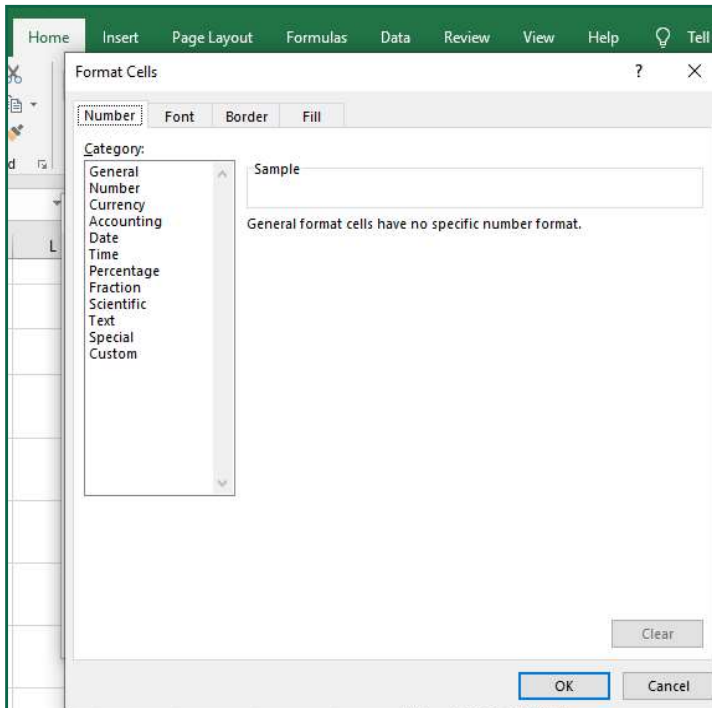 Home Insert Page Layout Formulas Data Review View Help Tell
Format Cells ? X
Number Font Border Fill
Category:
General
Number
Currency
Accounting
Date
Time
Percentage
Fraction
Scientific
Text
Special
Custom
Sample
General format cells have no specific number format.
d
L
Clear
OK Cancel